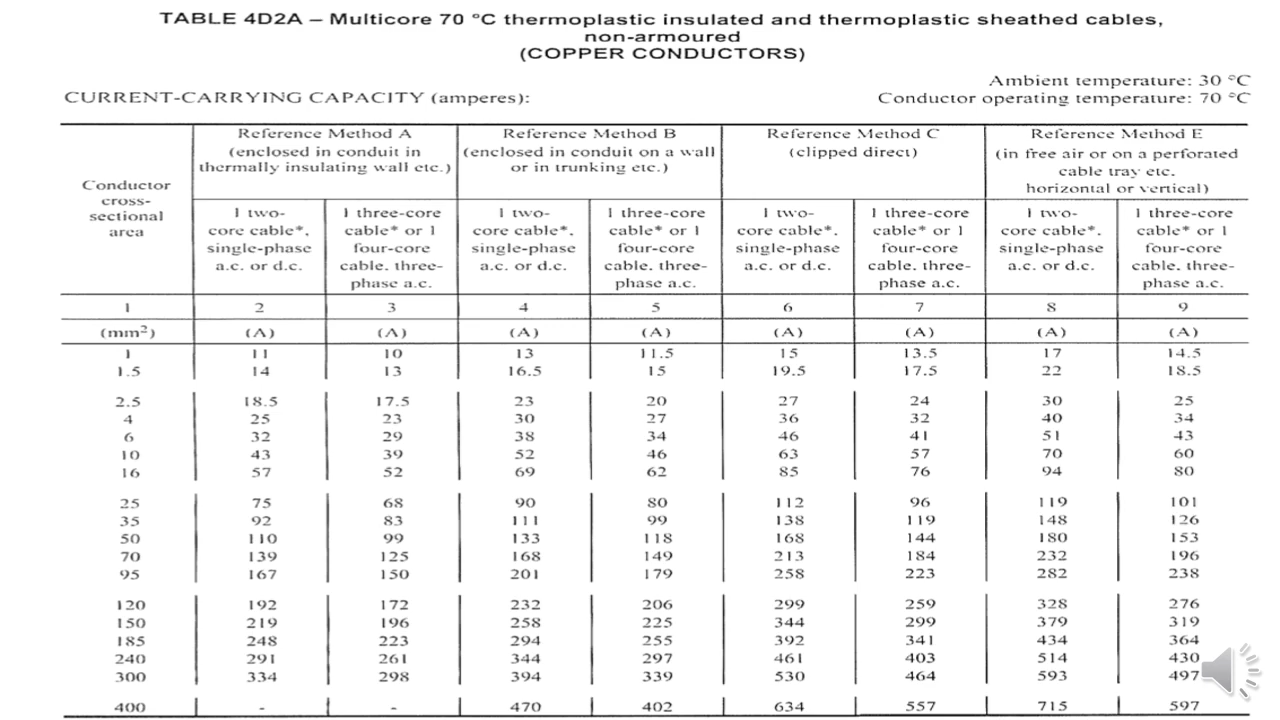 TABLE 4D2A – Multicore 70 °C thermoplastic insulated and thermoplastic sheathed cables,
non-armoured
(COPPER CONDUCTORS)
Ambient temperature: 30 °C
CURRENT-CARRYING CAPACITY (amperes): Conductor operating temperature: 70 °C
Conductor cross-sectional area
Reference Method A (enclosed in conduit in thermally insulating wall etc.)
Reference Method B (enclosed in conduit on a wall or in trunking etc.)
Reference Method C (clipped direct)
Reference Method E (in free air or on a perforated cable tray etc. horizontal or vertical)
1 two-core cable*, single-phase a.c. or d.c.
1 three-core cable* or 1 four-core cable, three-phase a.c.
1 two-core cable*, single-phase a.c. or d.c.
1 three-core cable* or 1 four-core cable, three-phase a.c.
1 two-core cable*, single-phase a.c. or d.c.
1 three-core cable* or 1 four-core cable, three-phase a.c.
1 two-core cable*, single-phase a.c. or d.c.
1 three-core cable* or 1 four-core cable, three-phase a.c.
1 2 3 4 5 6 7 8 9
(mm²) (A) (A) (A) (A) (A) (A) (A) (A)
1 11 10 13 11.5 15 13.5 17 14.5
1.5 14 13 16.5 15 19.5 17.5 22 18.5
2.5 18.5 17.5 23 20 27 24 30 25
4 25 23 30 27 36 32 40 34
6 32 29 38 34 46 41 51 43
10 43 39 52 46 63 57 70 60
16 57 52 69 62 85 76 94 80
25 75 68 90 80 112 96 119 101
35 92 83 111 99 138 119 148 126
50 110 99 133 118 168 144 180 153
70 139 125 168 149 213 184 232 196
95 167 150 201 179 258 223 282 238
120 192 172 232 206 299 259 328 276
150 219 196 258 225 344 299 379 319
185 248 223 294 255 392 341 434 364
240 291 261 344 297 461 403 514 430
300 334 298 394 339 530 464 593 497
400 - - 470 402 634 557 715 597